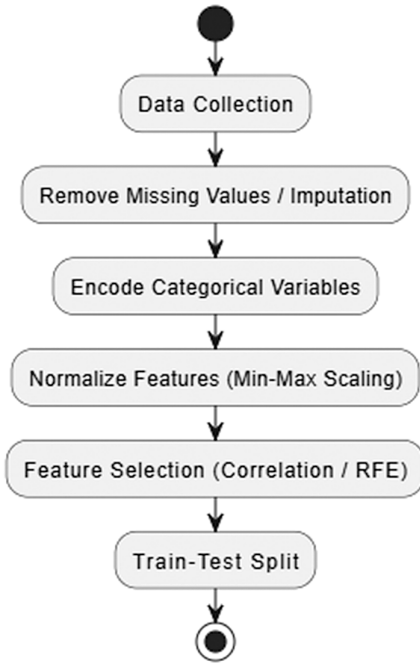 Data Collection
Remove Missing Values / Imputation
Encode Categorical Variables
Normalize Features (Min-Max Scaling)
Feature Selection (Correlation / RFE)
Train-Test Split